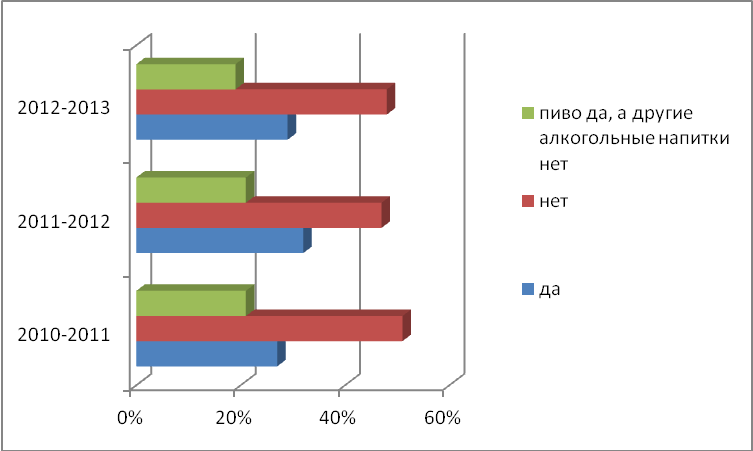 2012-2013
2011-2012
2010-2011
0%
20%
40%
60%
пиво да, а другие
алкогольные напитки
нет
нет
да